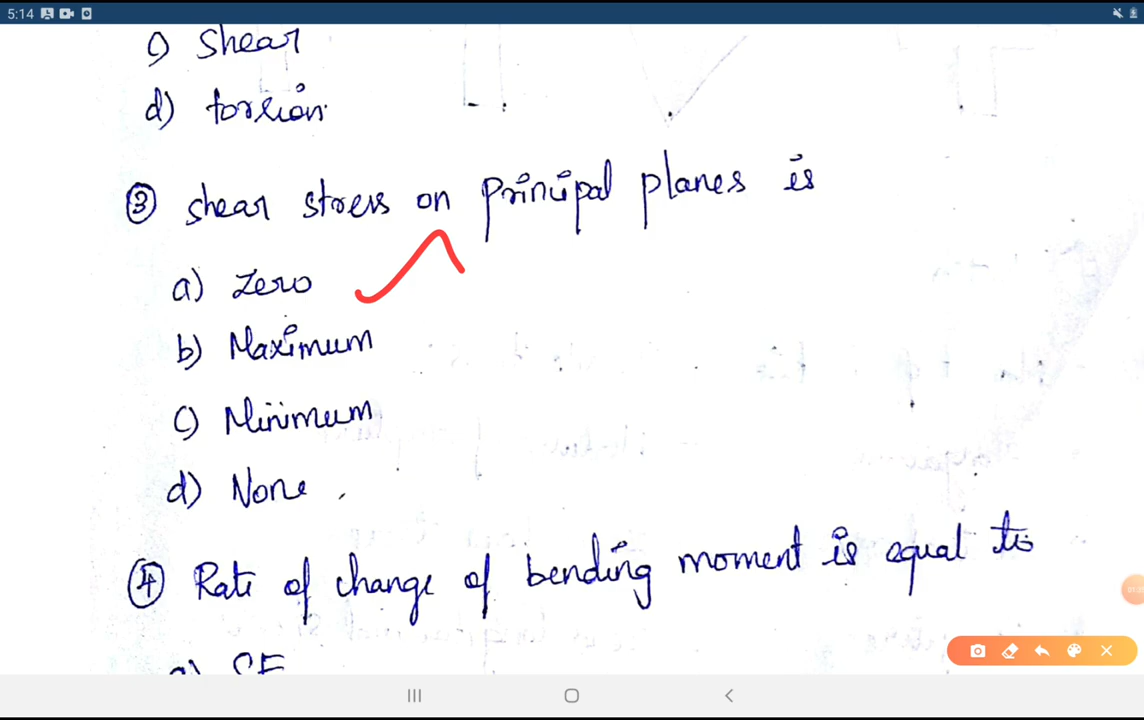 5:14
c) Shear
d) torsion
③ shear stress on principal planes is
a) Zero
b) Maximum
c) Minimum
d) None
④ Rate of change of bending moment is equal to
a) SF